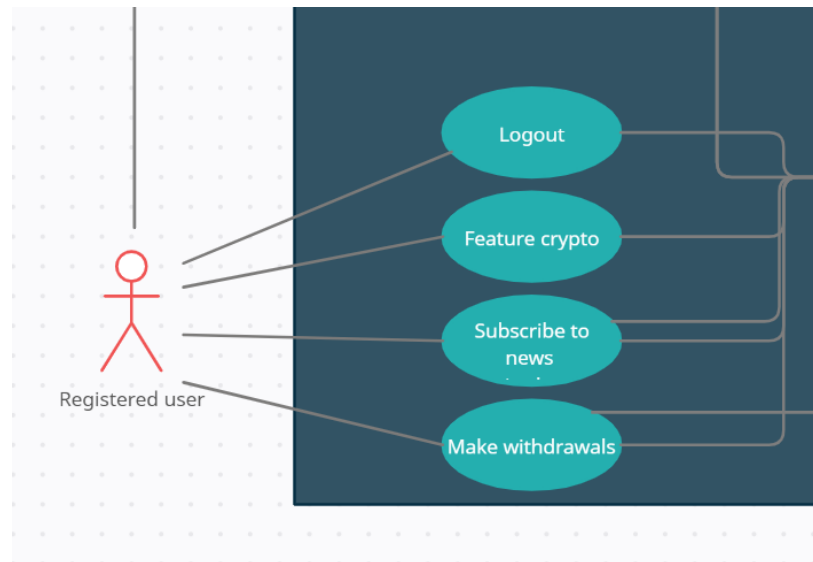 Logout
Feature crypto
Subscribe to
news
Make withdrawals
Registered user